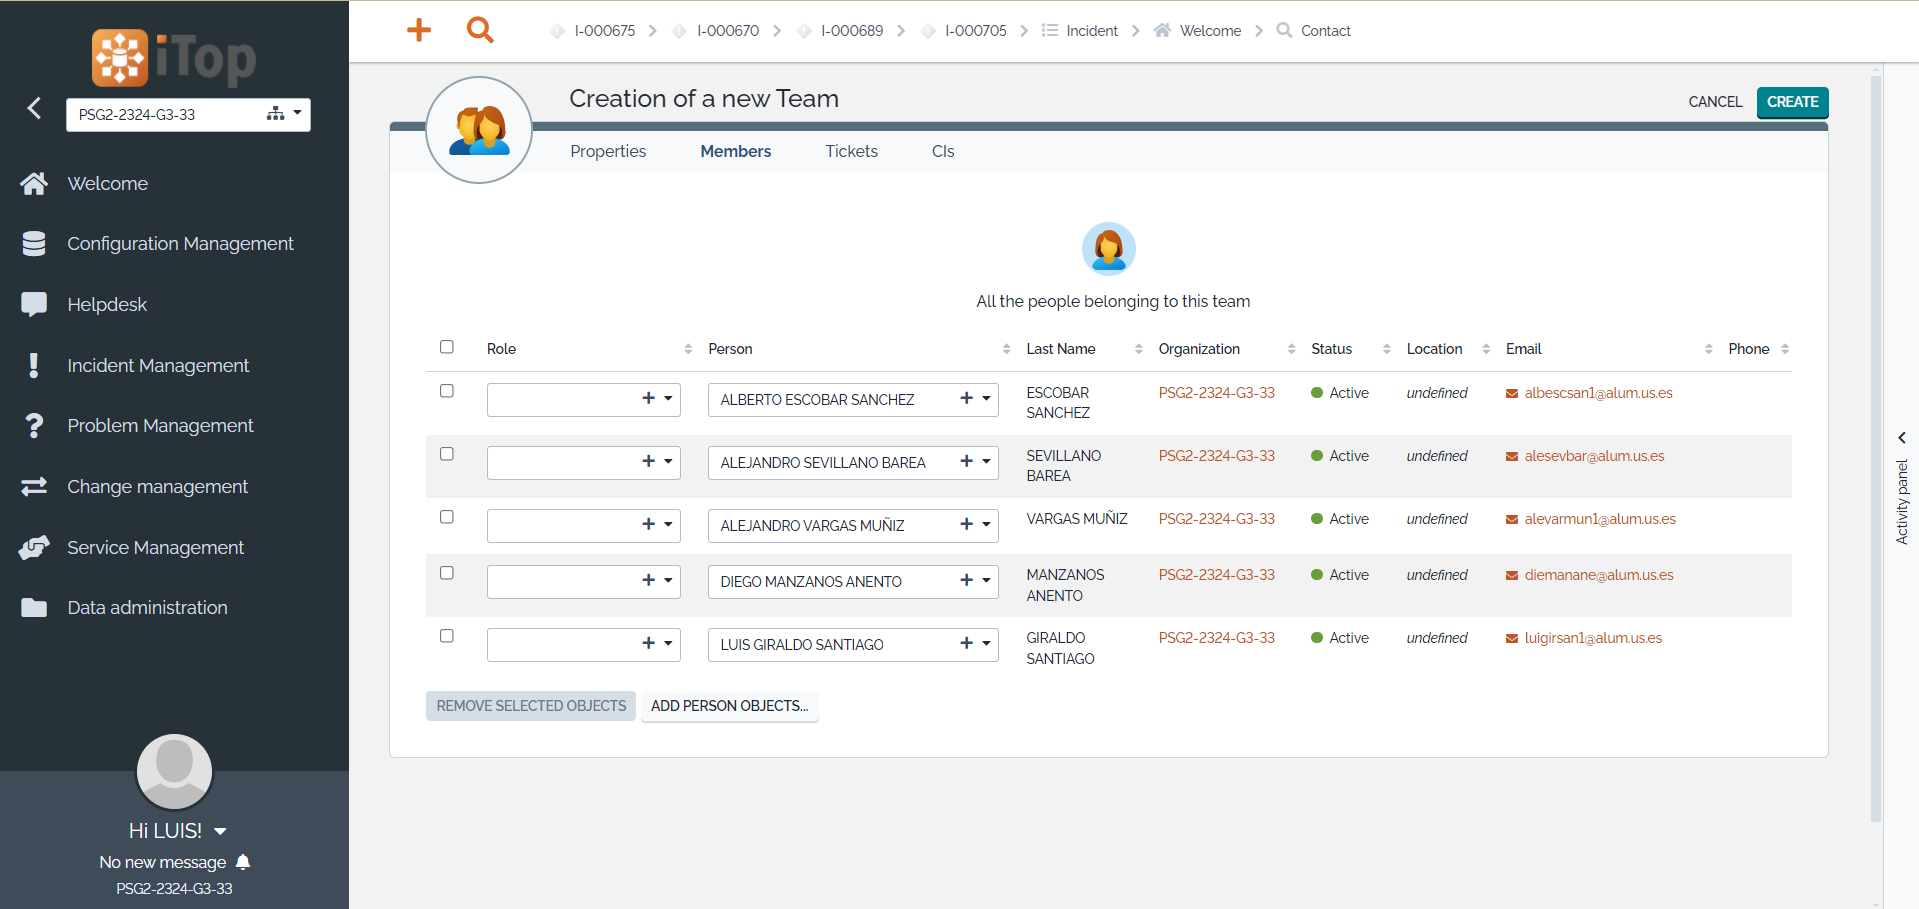 iTop
PSG2-2324-G3-33
Welcome
Configuration Management
Helpdesk
Incident Management
Problem Management
Change management
Service Management
Data administration
Hi LUIS!
No new message
PSG2-2324-G3-33
I-000675 I-000670 I-000689 I-000705 Incident Welcome Contact
Creation of a new Team
CANCEL CREATE
Properties Members Tickets CIs
All the people belonging to this team
Role Person Last Name Organization Status Location Email Phone
ALBERTO ESCOBAR SANCHEZ ESCOBAR PSG2-2324-G3-33 Active undefined albescsan1@alum.us.es
SANCHEZ
ALEJANDRO SEVILLANO BAREA SEVILLANO PSG2-2324-G3-33 Active undefined alesevbar@alum.us.es
BAREA
ALEJANDRO VARGAS MUÑIZ VARGAS MUÑIZ PSG2-2324-G3-33 Active undefined alevarmun1@alum.us.es
DIEGO MANZANOS ANENTO MANZANOS PSG2-2324-G3-33 Active undefined diemanane@alum.us.es
ANENTO
LUIS GIRALDO SANTIAGO GIRALDO PSG2-2324-G3-33 Active undefined luigirsan1@alum.us.es
SANTIAGO
REMOVE SELECTED OBJECTS ADD PERSON OBJECTS...
Activity panel